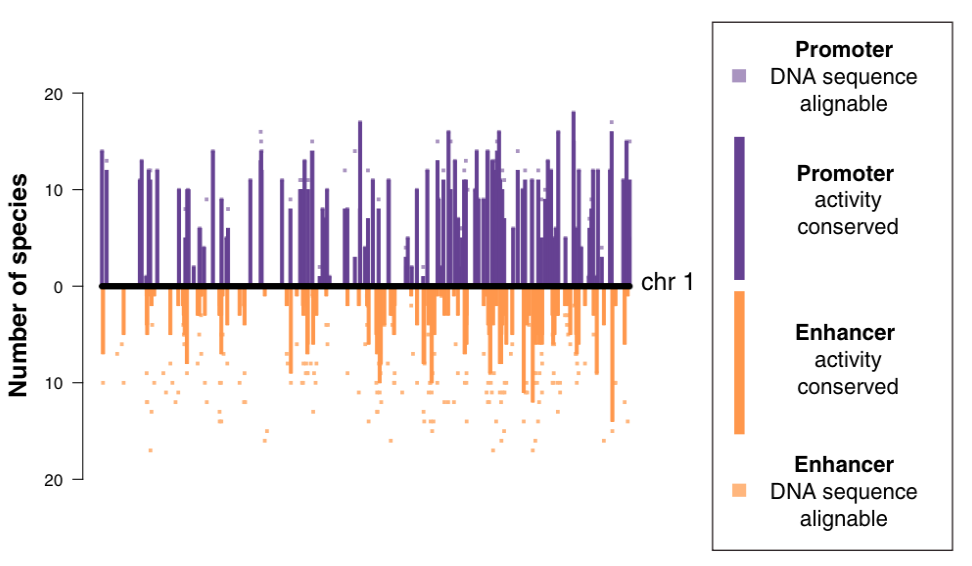 Number of species
20
10
0
10
20
chr 1
Promoter
DNA sequence
alignable
Promoter
activity
conserved
Enhancer
activity
conserved
Enhancer
DNA sequence
alignable